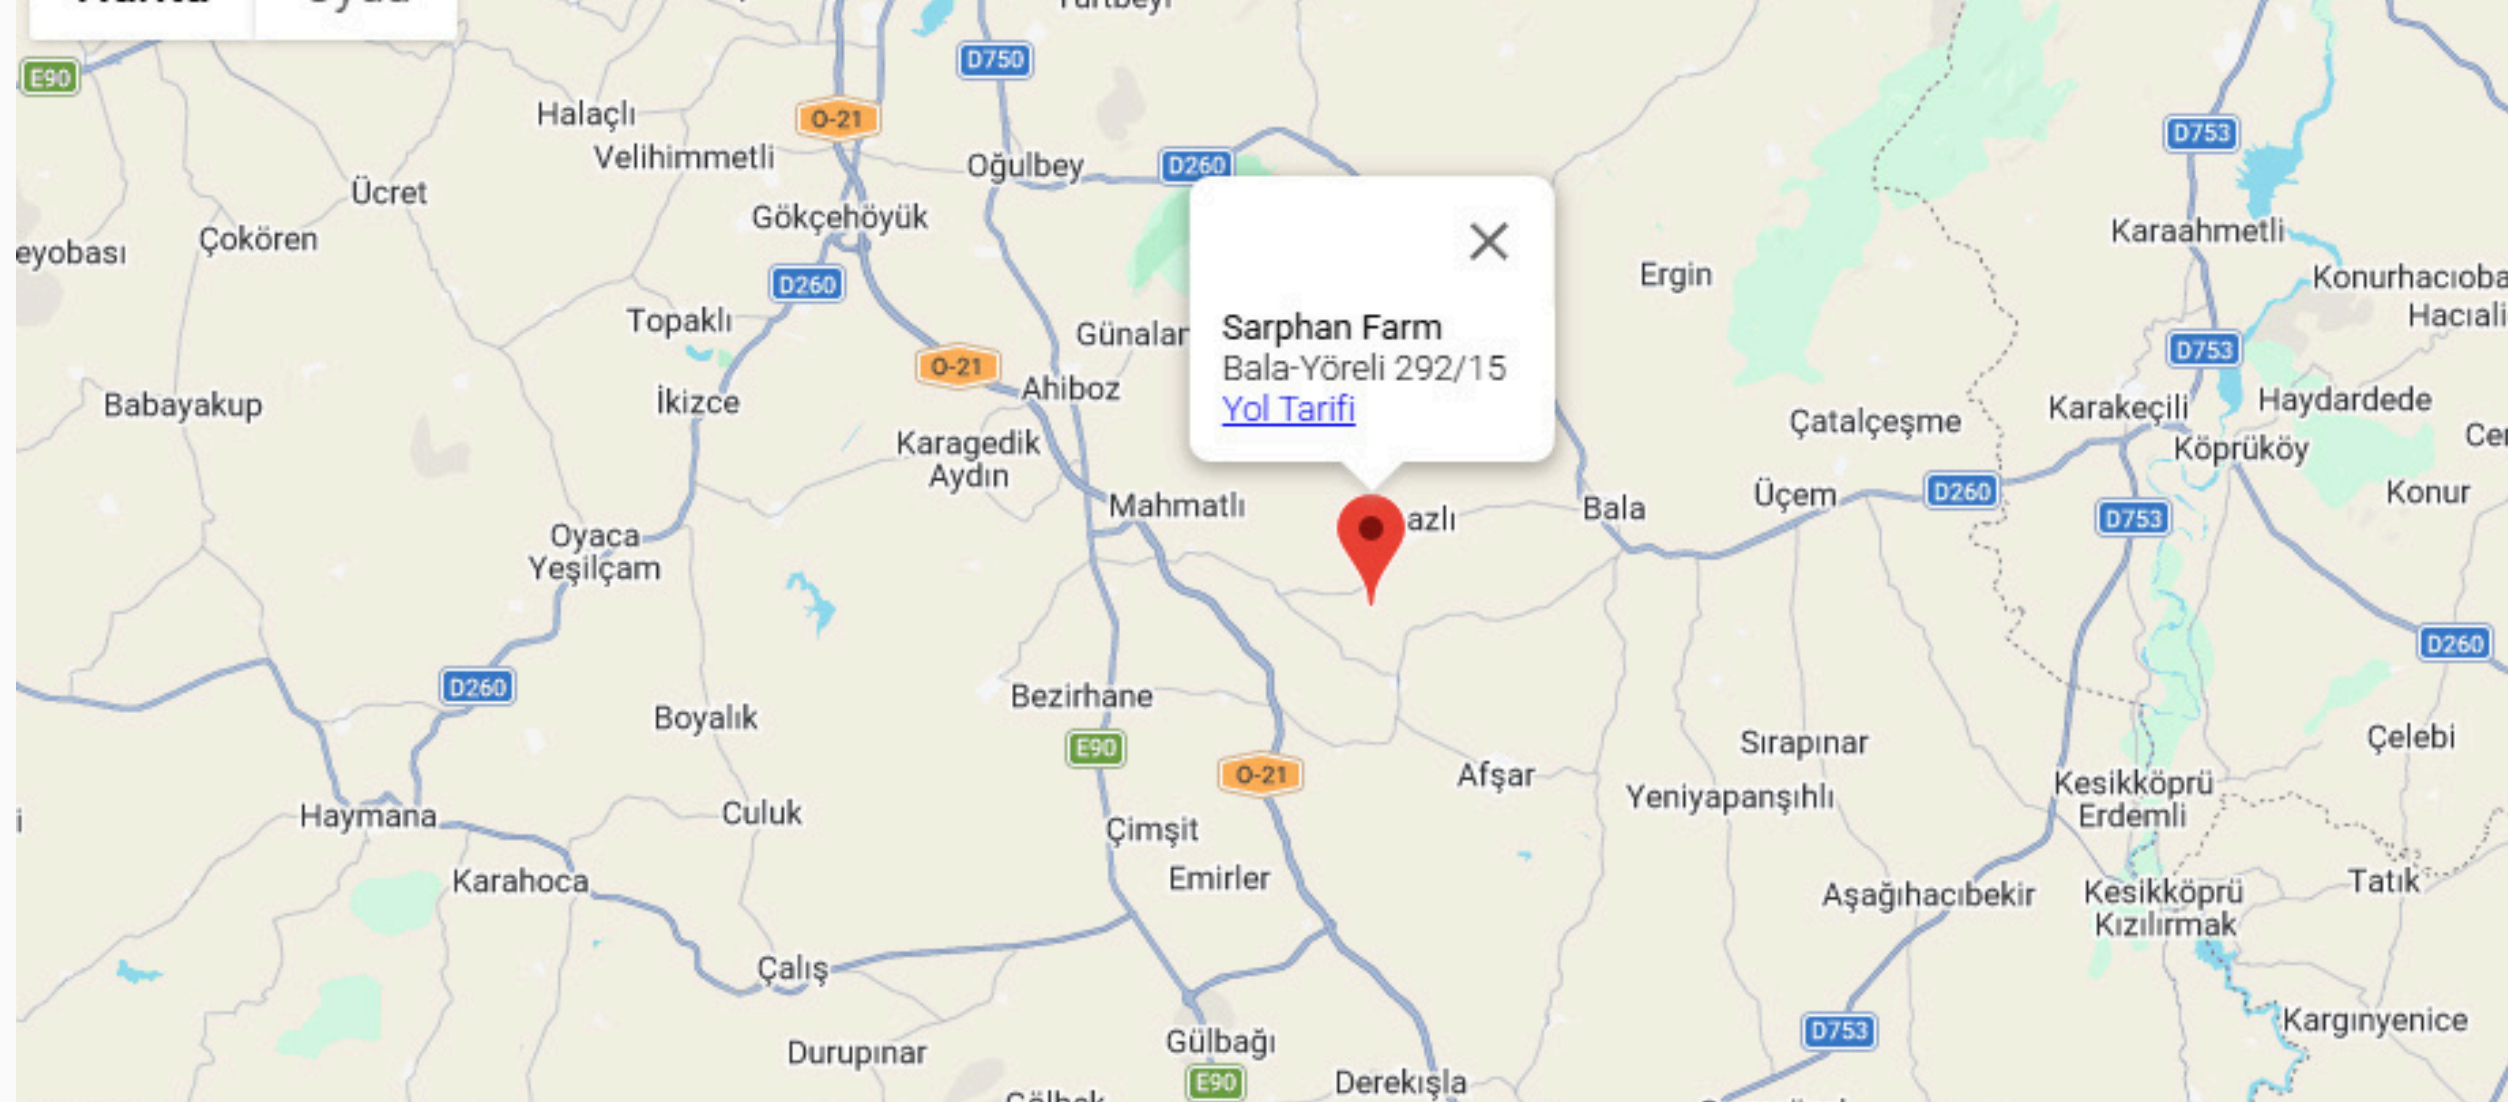 E90
D750
Halaçlı
O-21
Velihimmetli
Oğulbey
D260
D753
Ücret
Gökçehöyük
Çokören
eyobası
Karaahmetli
D260
Ergin
Konurhacıoba
Hacıali
Topaklı
Günalan
Sarphan Farm
Bala-Yöreli 292/15
Yol Tarifi
D753
O-21
Ahiboz
İkizce
Babayakup
Karakeçili
Haydardede
Çatalçeşme
Karagedik
Aydın
Köprüköy
Konur
Üçem
D260
Mahmatlı
azlı
Bala
D753
Oyaca
Yeşilçam
D260
D260
Bezirhane
Boyalık
E90
O-21
Sırapınar
Çelebi
Afşar
Yeniyapanşıhlı
Kesikköprü
Erdemli
Haymana
Culuk
Çimşit
Emirler
Karahoca
Tatık
Aşağıhacıbekir
Kesikköprü
Kızılırmak
Çalış
Kargınyenice
D753
Gülbağı
Durupınar
E90
Derekışla